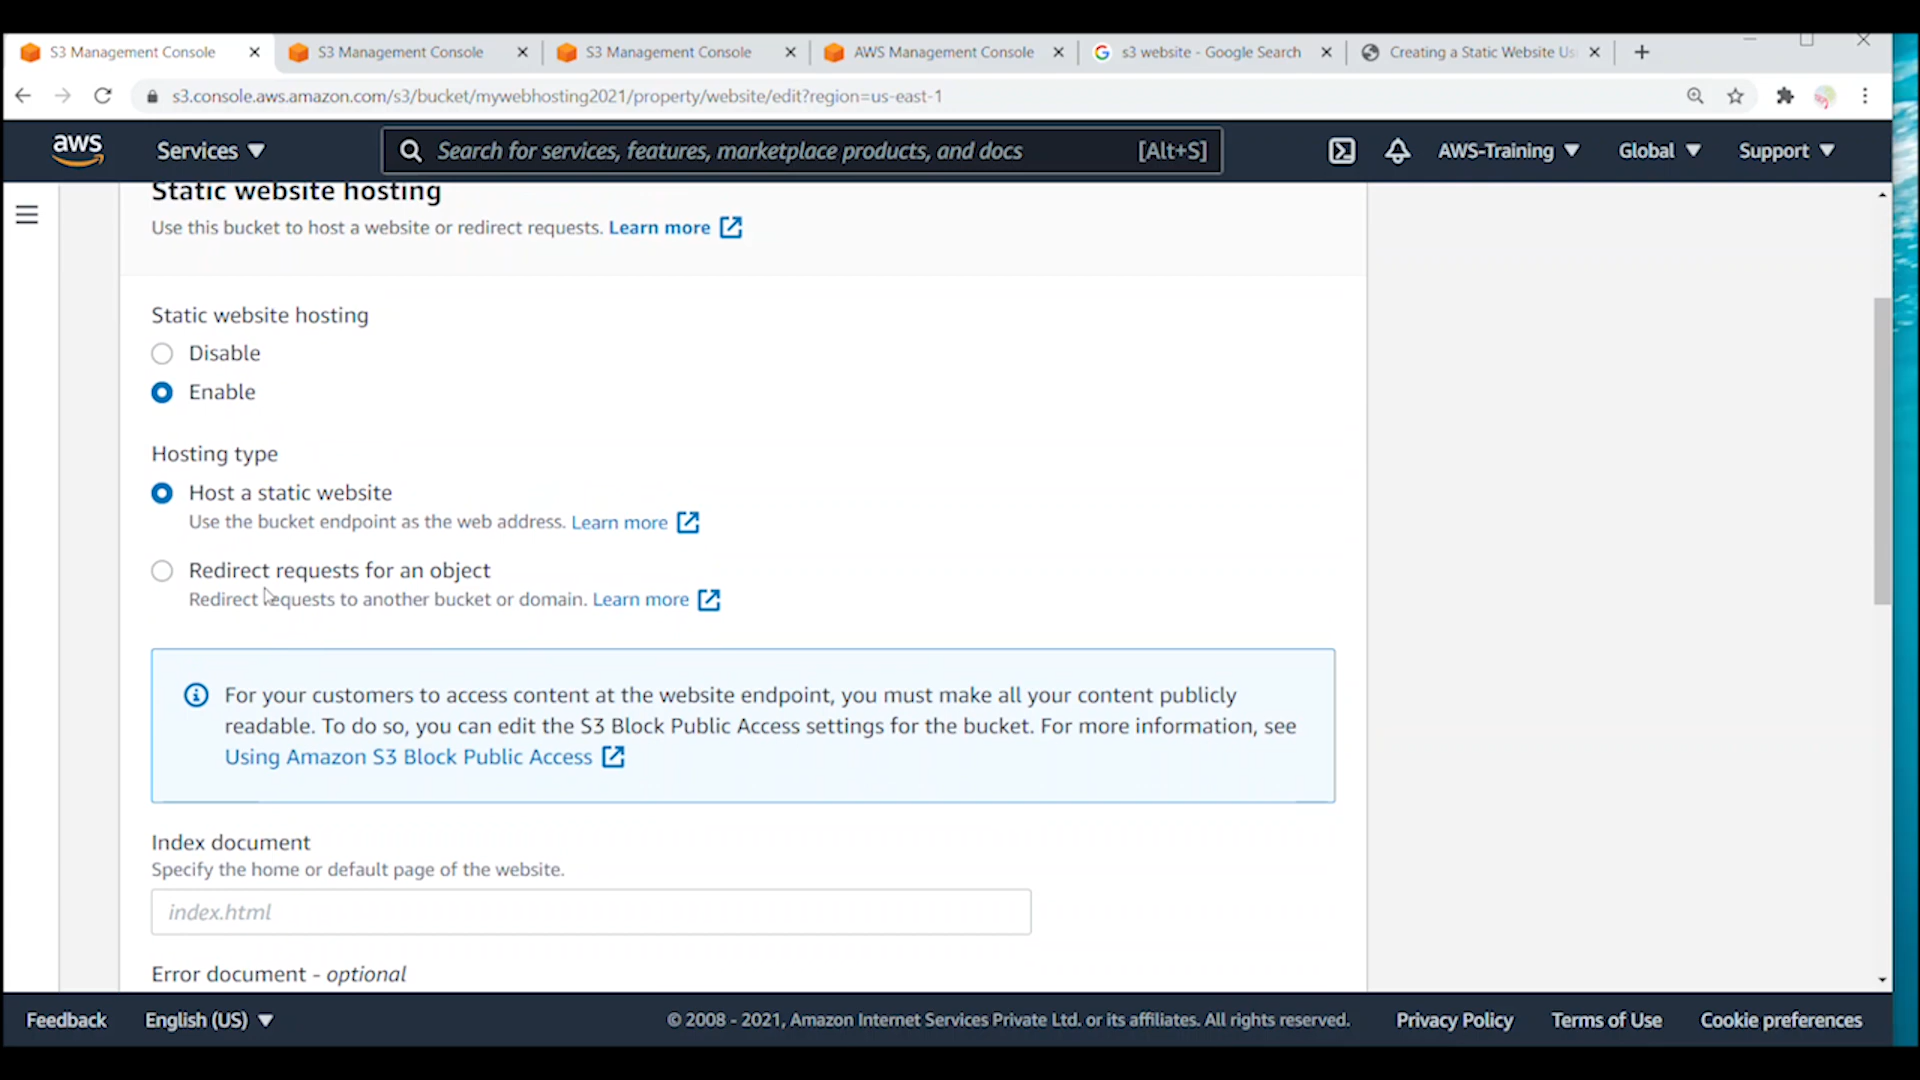 S3 Management Console
S3 Management Console
S3 Management Console
AWS Management Console
s3 website - Google Search
Creating a Static Website Us
s3.console.aws.amazon.com/s3/bucket/mywebhosting2021/property/website/edit?region=us-east-1
aws
Services
Search for services, features, marketplace products, and docs
[Alt+S]
AWS-Training
Global
Support
Static website hosting
Use this bucket to host a website or redirect requests. Learn more
Static website hosting
Disable
Enable
Hosting type
Host a static website
Use the bucket endpoint as the web address. Learn more
Redirect requests for an object
Redirect requests to another bucket or domain. Learn more
For your customers to access content at the website endpoint, you must make all your content publicly
readable. To do so, you can edit the S3 Block Public Access settings for the bucket. For more information, see
Using Amazon S3 Block Public Access
Index document
Specify the home or default page of the website.
index.html
Error document - optional
Feedback
English (US)
© 2008 - 2021, Amazon Internet Services Private Ltd. or its affiliates. All rights reserved.
Privacy Policy
Terms of Use
Cookie preferences